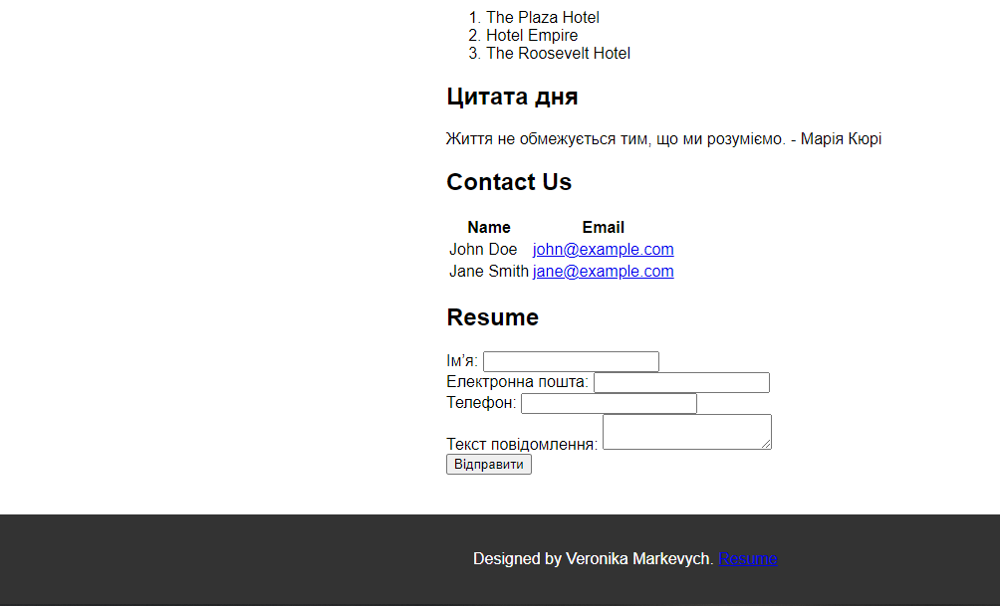 1. The Plaza Hotel
2. Hotel Empire
3. The Roosevelt Hotel
Цитата дня
Життя не обмежується тим, що ми розуміємо. - Марія Кюрі
Contact Us
Name Email
John Doe john@example.com
Jane Smith jane@example.com
Resume
Ім’я:
Електронна пошта:
Телефон:
Текст повідомлення:
Відправити
Designed by Veronika Markevych. Resume